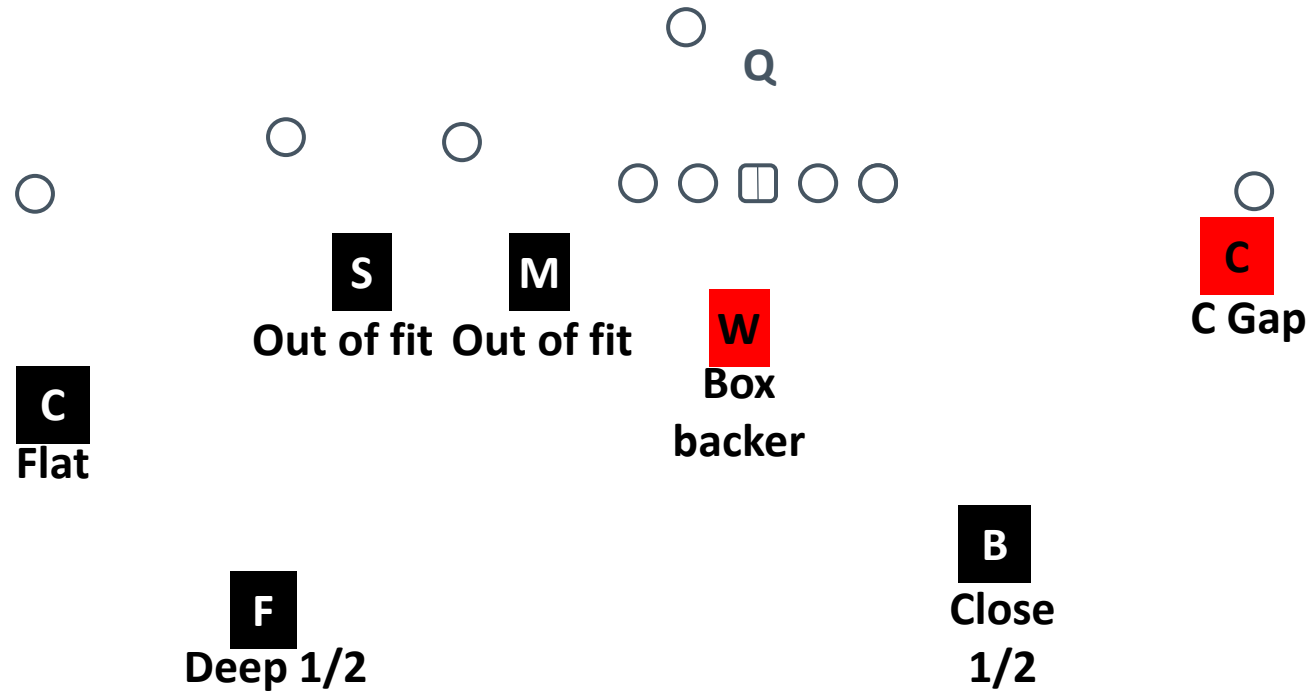 Q
S
M
C
W
Out of fit
Out of fit
C Gap
Box
backer
C
Flat
B
Close
1/2
F
Deep 1/2